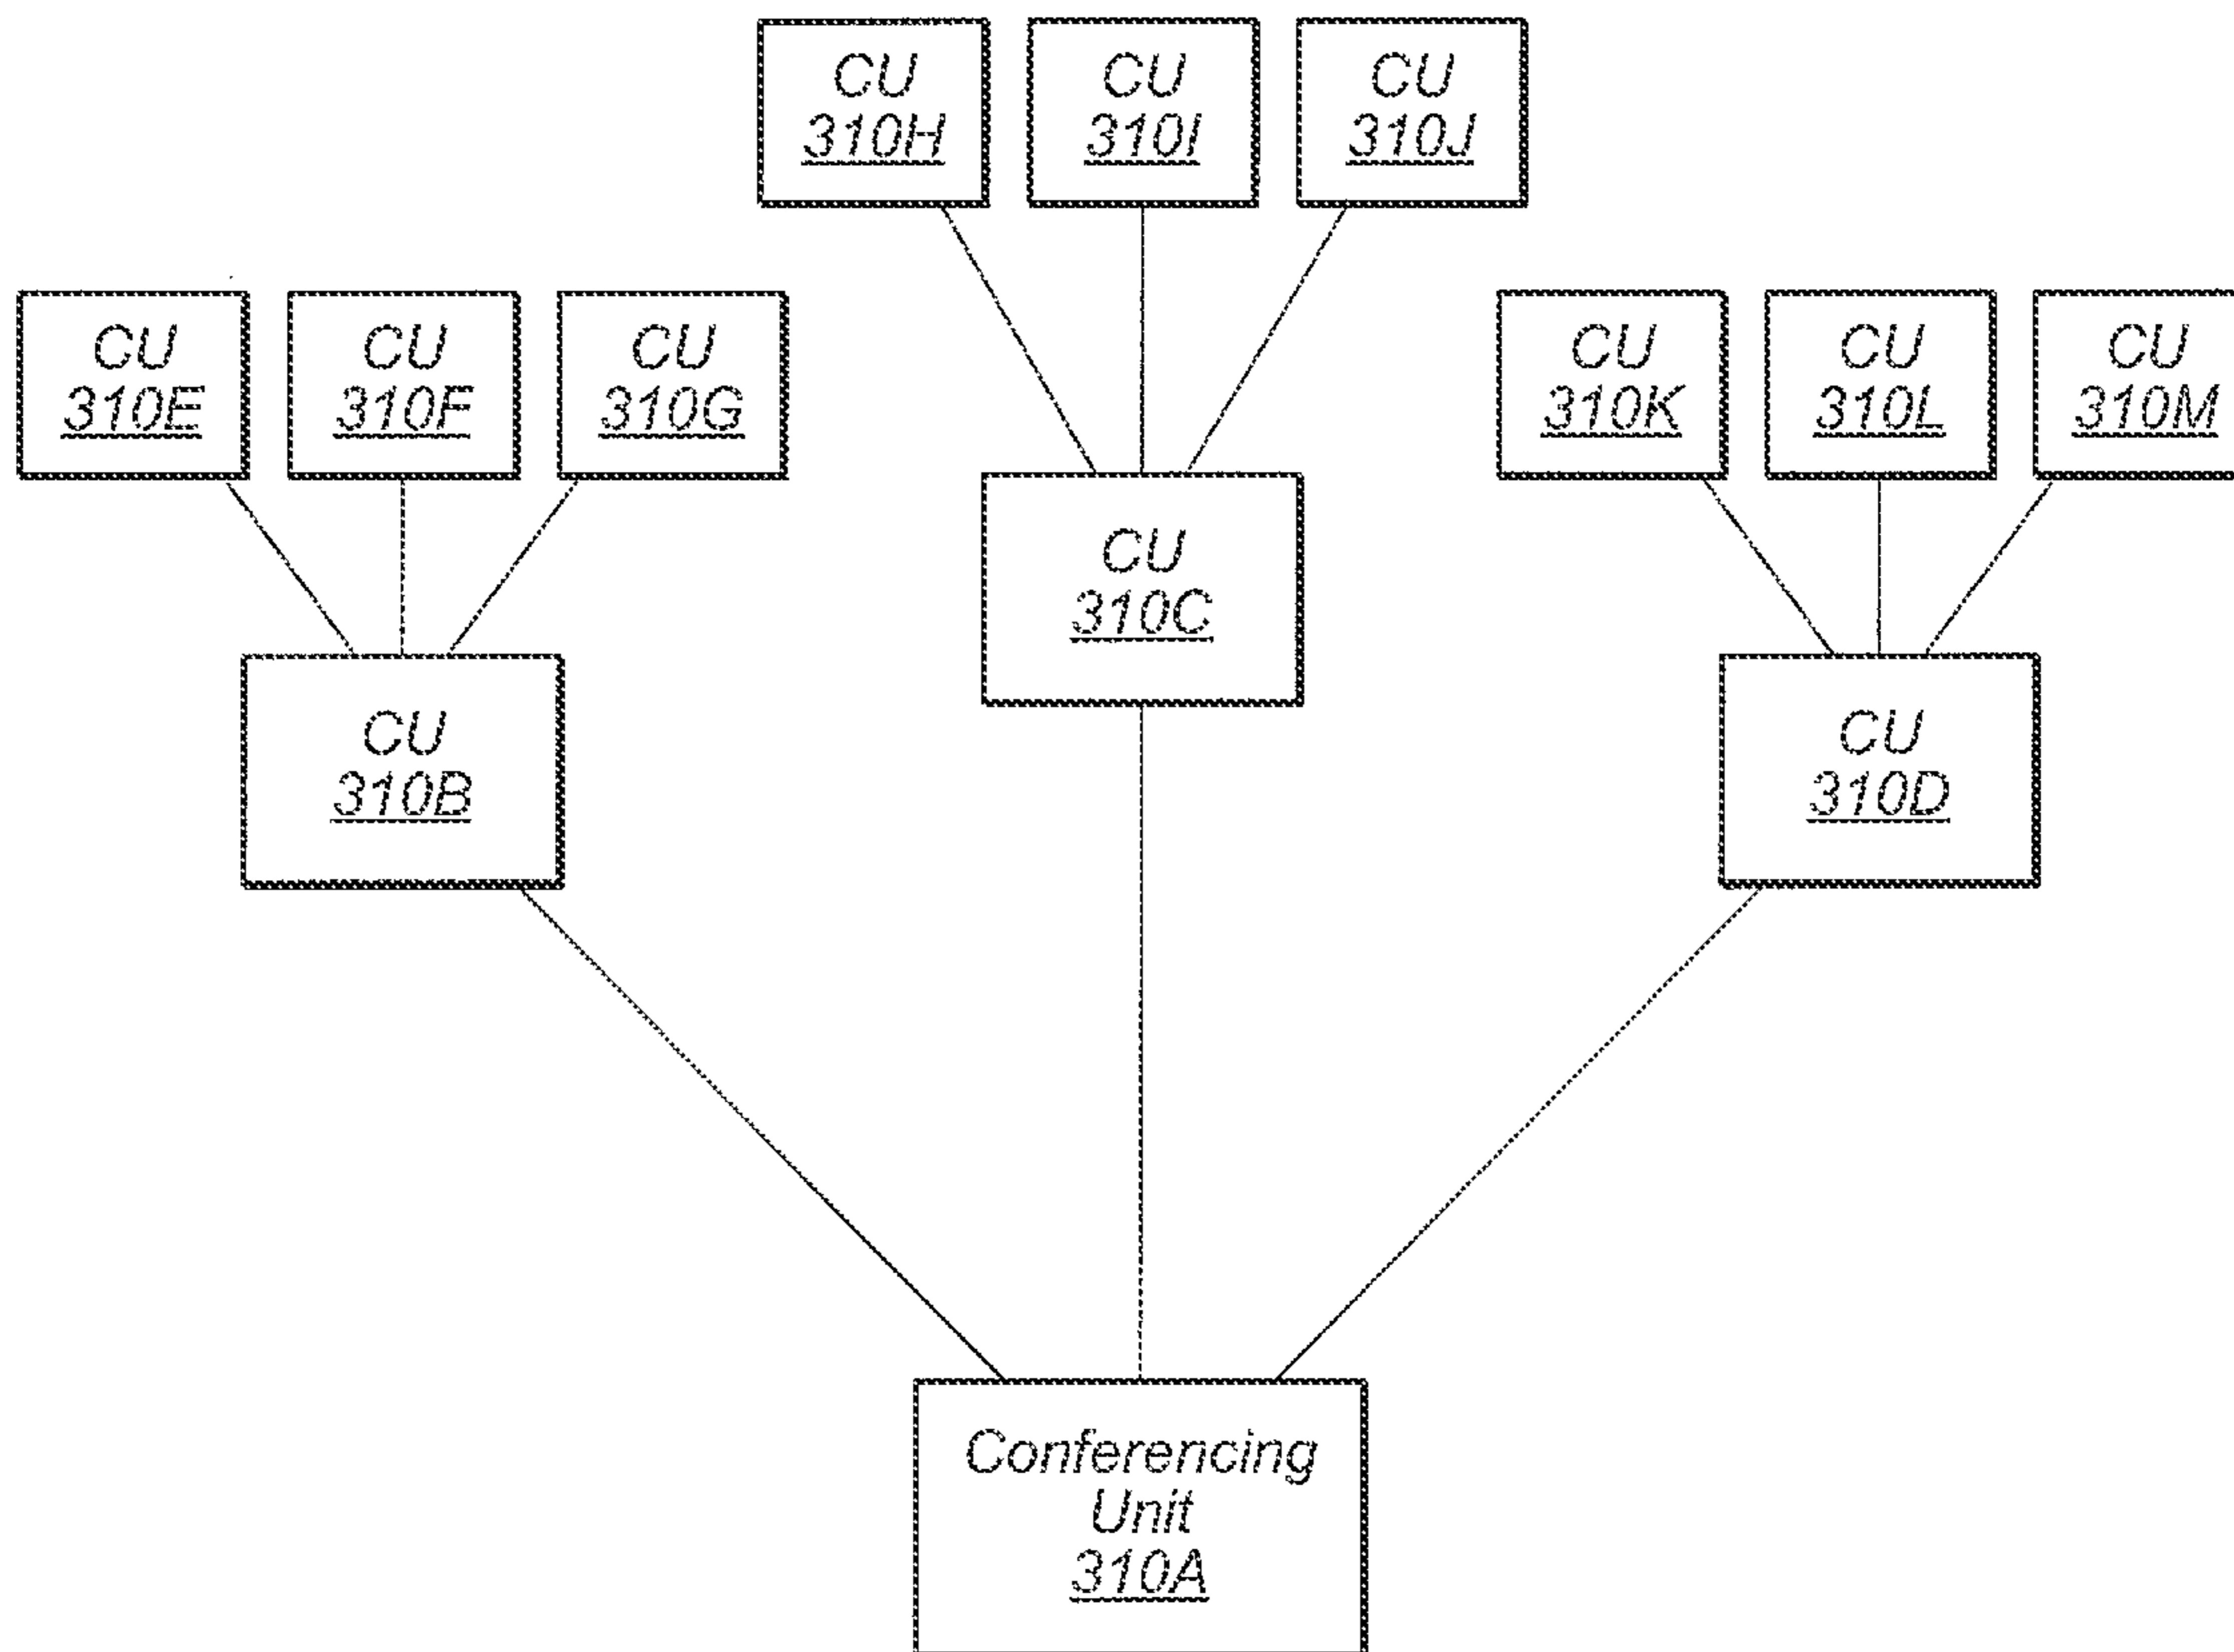 CU
310H
CU
310I
CU
310J
CU
310E
CU
310F
CU
310G
CU
310K
CU
310L
CU
310M
CU
310C
CU
310B
CU
310D
Conferencing
Unit
310A